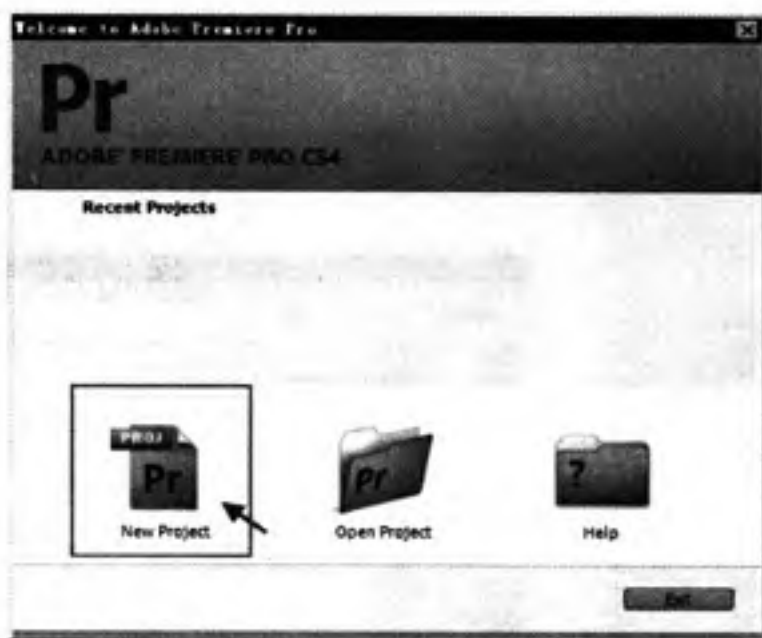 Welcome to Adobe Premiere Pro
Pr
ADOBE PREMIERE PRO CS4
Recent Projects
PROJ
Pr
Pr
?
New Project
Open Project
Help
Exit